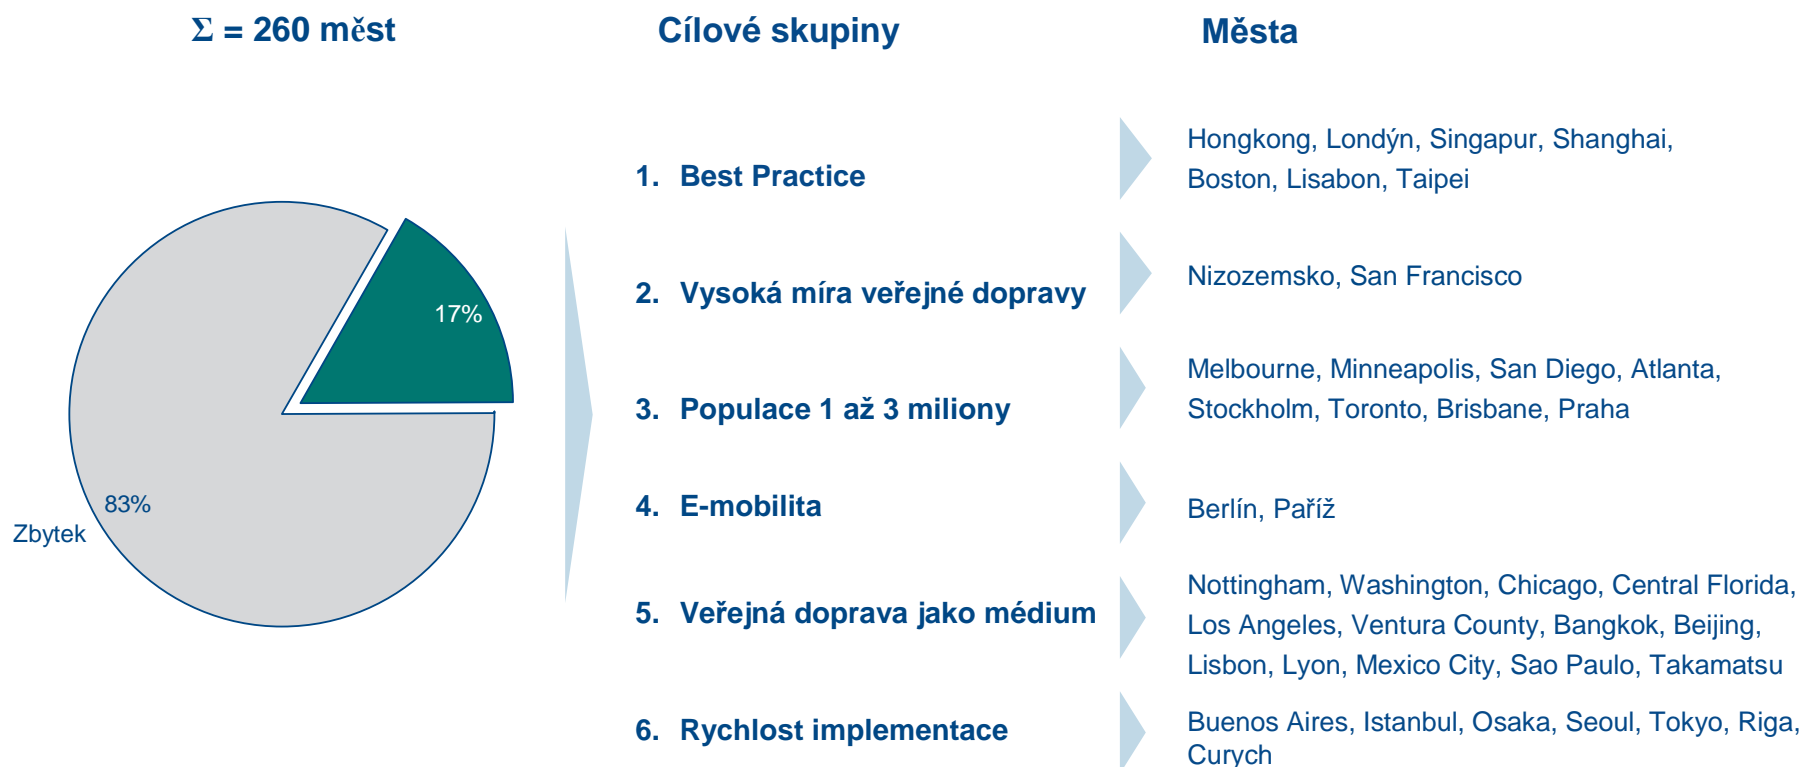 Σ = 260 měst
Cílové skupiny
Města
17%
83%
Zbytek
1. Best Practice
Hongkong, Londýn, Singapur, Shanghai,
Boston, Lisabon, Taipei
2. Vysoká míra veřejné dopravy
Nizozemsko, San Francisco
3. Populace 1 až 3 miliony
Melbourne, Minneapolis, San Diego, Atlanta,
Stockholm, Toronto, Brisbane, Praha
4. E-mobilita
Berlín, Paříž
5. Veřejná doprava jako médium
Nottingham, Washington, Chicago, Central Florida,
Los Angeles, Ventura County, Bangkok, Beijing,
Lisbon, Lyon, Mexico City, Sao Paulo, Takamatsu
6. Rychlost implementace
Buenos Aires, Istanbul, Osaka, Seoul, Tokyo, Riga,
Curych